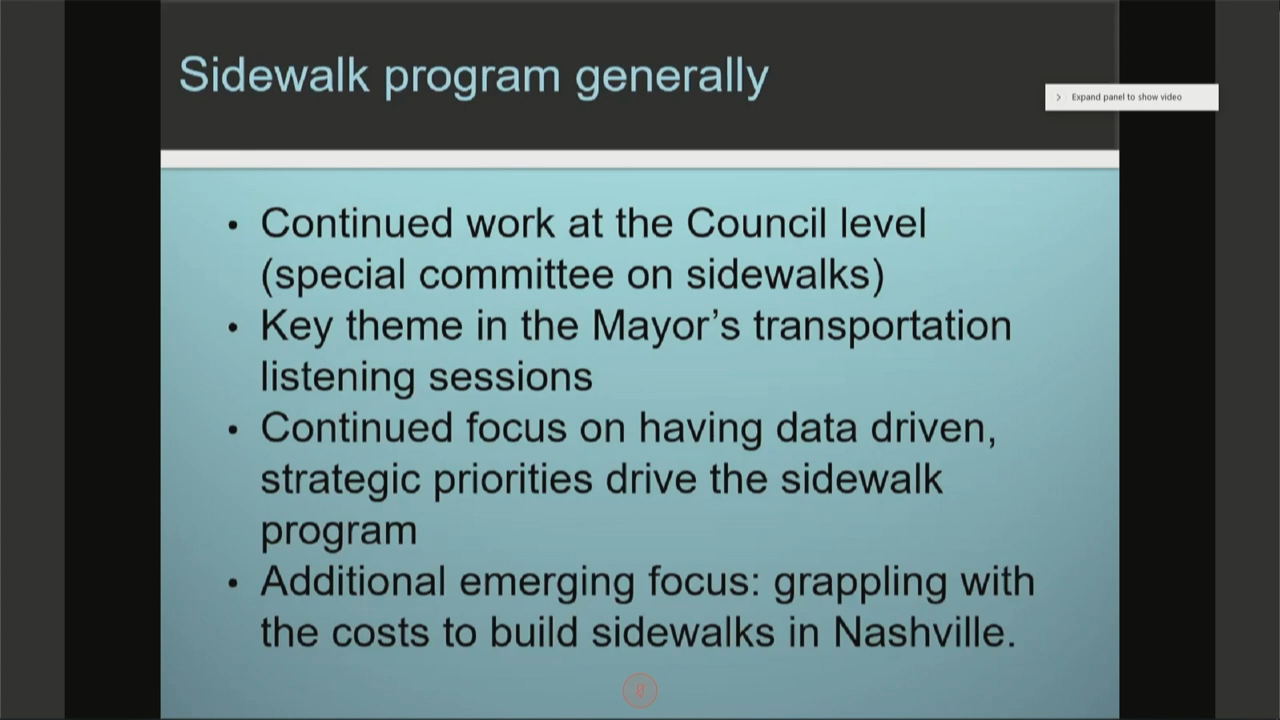 Sidewalk program generally
Expand panel to show video
• Continued work at the Council level
(special committee on sidewalks)
• Key theme in the Mayor’s transportation
listening sessions
• Continued focus on having data driven,
strategic priorities drive the sidewalk
program
• Additional emerging focus: grappling with
the costs to build sidewalks in Nashville.